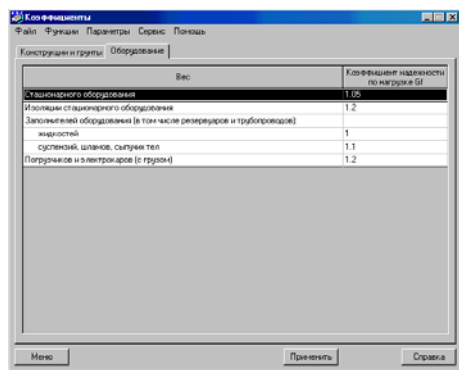 Коэффициенты
Файл Функции Параметры Сервис Помощь
Конструкции и грунты Оборудование
Вес Коэффициент надежности по нагрузке Gf
Стационарного оборудования 1.05
Изоляции стационарного оборудования 1.2
Заполнителей оборудования (в том числе резервуаров и трубопроводов):
жидкостей 1
суспензий, шламов, сыпучих тел 1.1
Погрузчиков и электрокаров (с грузом) 1.2
Меню Применить Справка